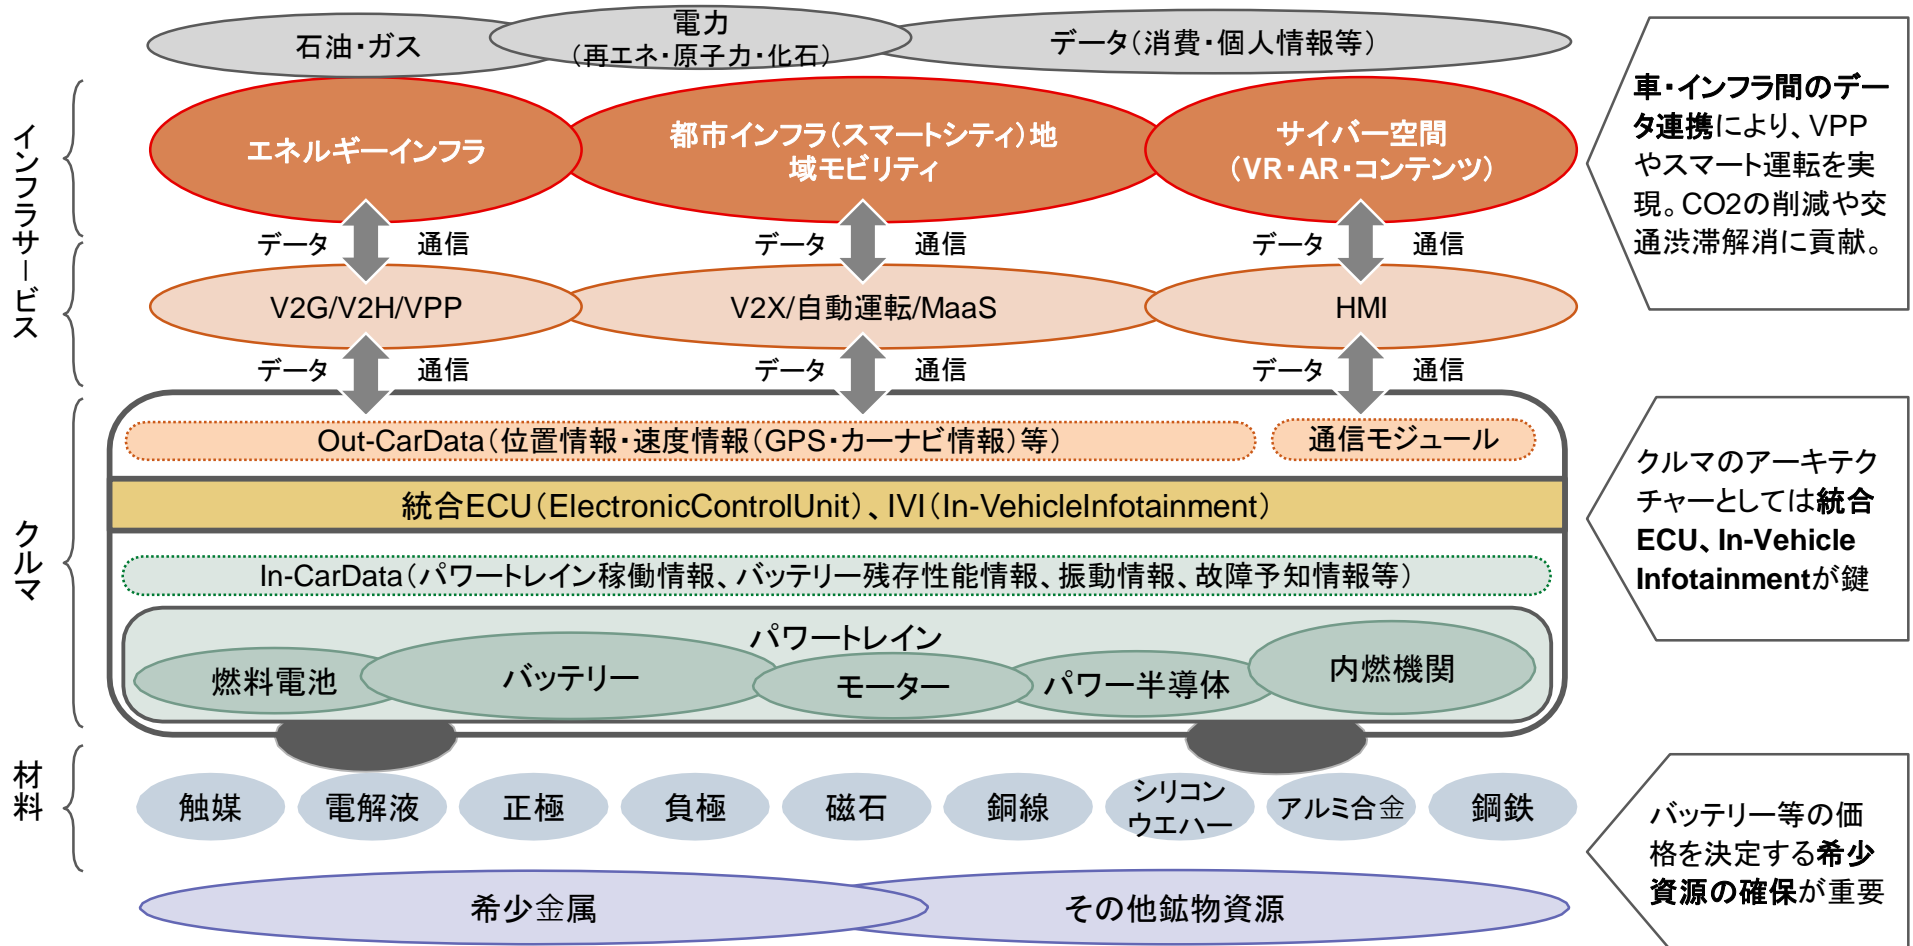 石油・ガス
電力
(再エネ・原子力・化石)
データ(消費・個人情報等)
インフラサービス
エネルギーインフラ
都市インフラ(スマートシティ)地
域モビリティ
サイバー空間
(VR・AR・コンテンツ)
データ 通信
データ 通信
データ 通信
V2G/V2H/VPP
V2X/自動運転/MaaS
HMI
データ 通信
データ 通信
データ 通信
車・インフラ間のデー
タ連携により、VPP
やスマート運転を実
現。CO2の削減や交
通渋滞解消に貢献。
クルマ
Out-CarData(位置情報・速度情報(GPS・カーナビ情報)等)
通信モジュール
統合ECU(ElectronicControlUnit)、IVI(In-VehicleInfotainment)
In-CarData(パワートレイン稼働情報、バッテリー残存性能情報、振動情報、故障予知情報等)
パワートレイン
燃料電池
バッテリー
モーター
パワー半導体
内燃機関
クルマのアーキテク
チャーとしては統合
ECU、In-Vehicle
Infotainmentが鍵
材料
触媒
電解液
正極
負極
磁石
銅線
シリコン
ウエハー
アルミ合金
鋼鉄
希少金属
その他鉱物資源
バッテリー等の価
格を決定する希少
資源の確保が重要